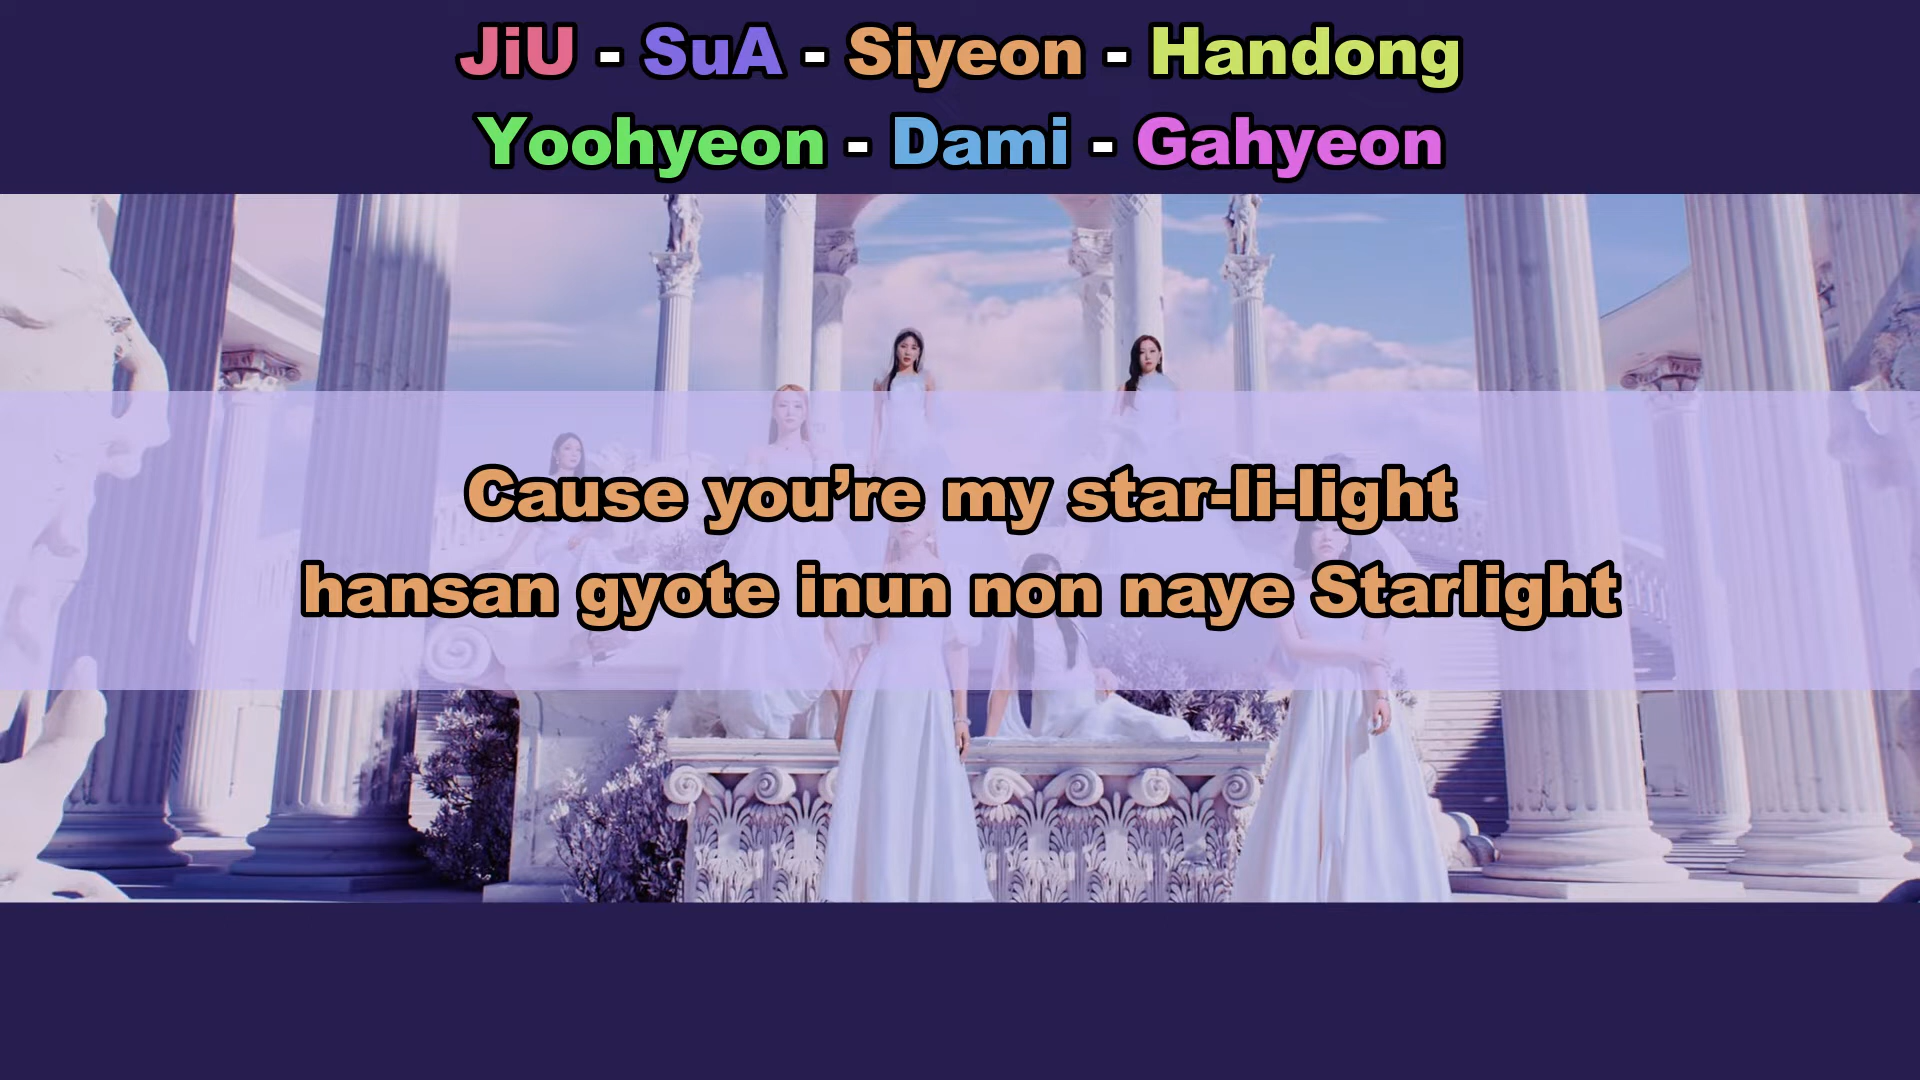 JiU - SuA - Siyeon - Handong
Yoohyeon - Dami - Gahyeon
Cause you’re my star-li-light
hansan gyote inun non naye Starlight